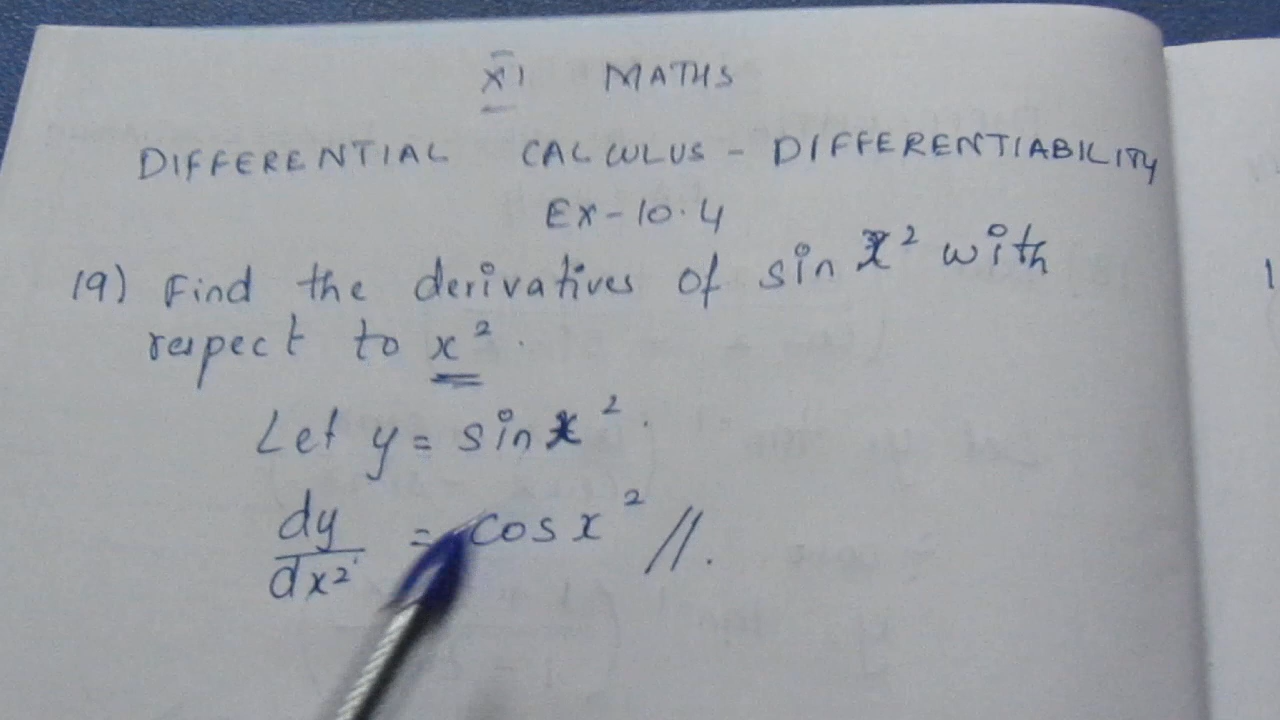 XI MATHS
DIFFERENTIAL CALCULUS - DIFFERENTIABILITY
EX-10.4
19) Find the derivatives of sin x² with
respect to x².
Let y = sin x².
dy/dx² = cos x² //.